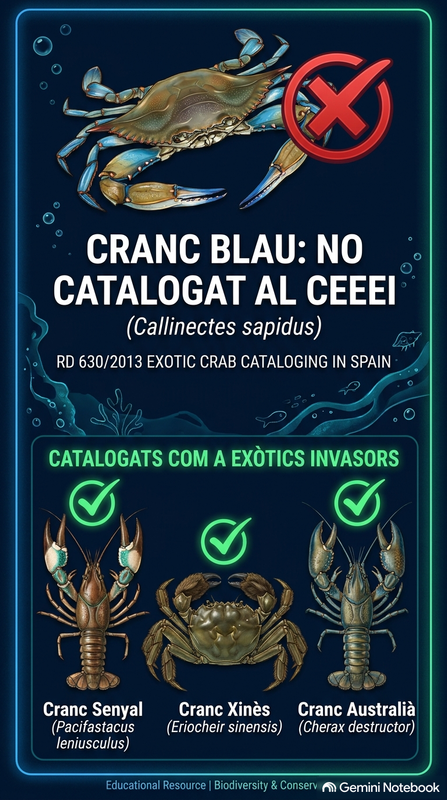 CRANC BLAU: NO
CATALOGAT AL CEEEI
(Callinectes sapidus)
RD 630/2013 EXOTIC CRAB CATALOGING IN SPAIN
CATALOGATS COM A EXÒTICS INVASORS
Cranc Senyal
(Pacifastacus
leniusculus)
Cranc Xinès
(Eriocheir sinensis)
Cranc Australià
(Cherax destructor)
Educational Resource | Biodiversity & Conserv
Gemini Notebook